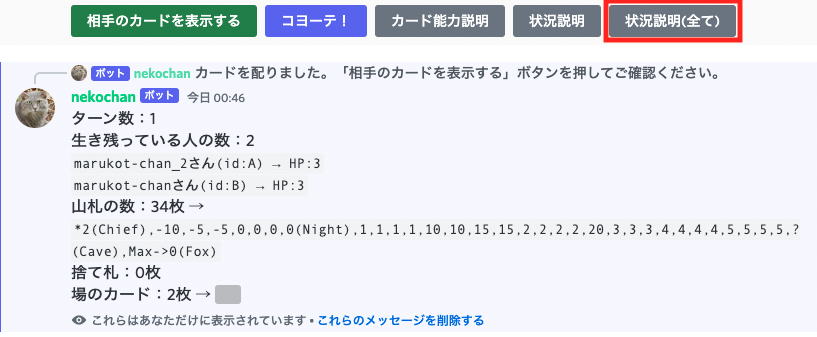 相手のカードを表示する コヨーテ！ カード能力説明 状況説明 状況説明(全て)
ボット nekochan カードを配りました。「相手のカードを表示する」ボタンを押してご確認ください。
nekochan ボット 今日 00:46
ターン数：1
生き残っている人の数：2
marukot-chan_2さん(id:A) → HP:3
marukot-chanさん(id:B) → HP:3
山札の数：34枚 →
*2(Chief),-10,-5,-5,0,0,0,0(Night),1,1,1,1,10,10,15,15,2,2,2,2,20,3,3,3,4,4,4,4,5,5,5,5,?
(Cave),Max->0(Fox)
捨て札：0枚
場のカード：2枚 →
これらはあなただけに表示されています • これらのメッセージを削除する